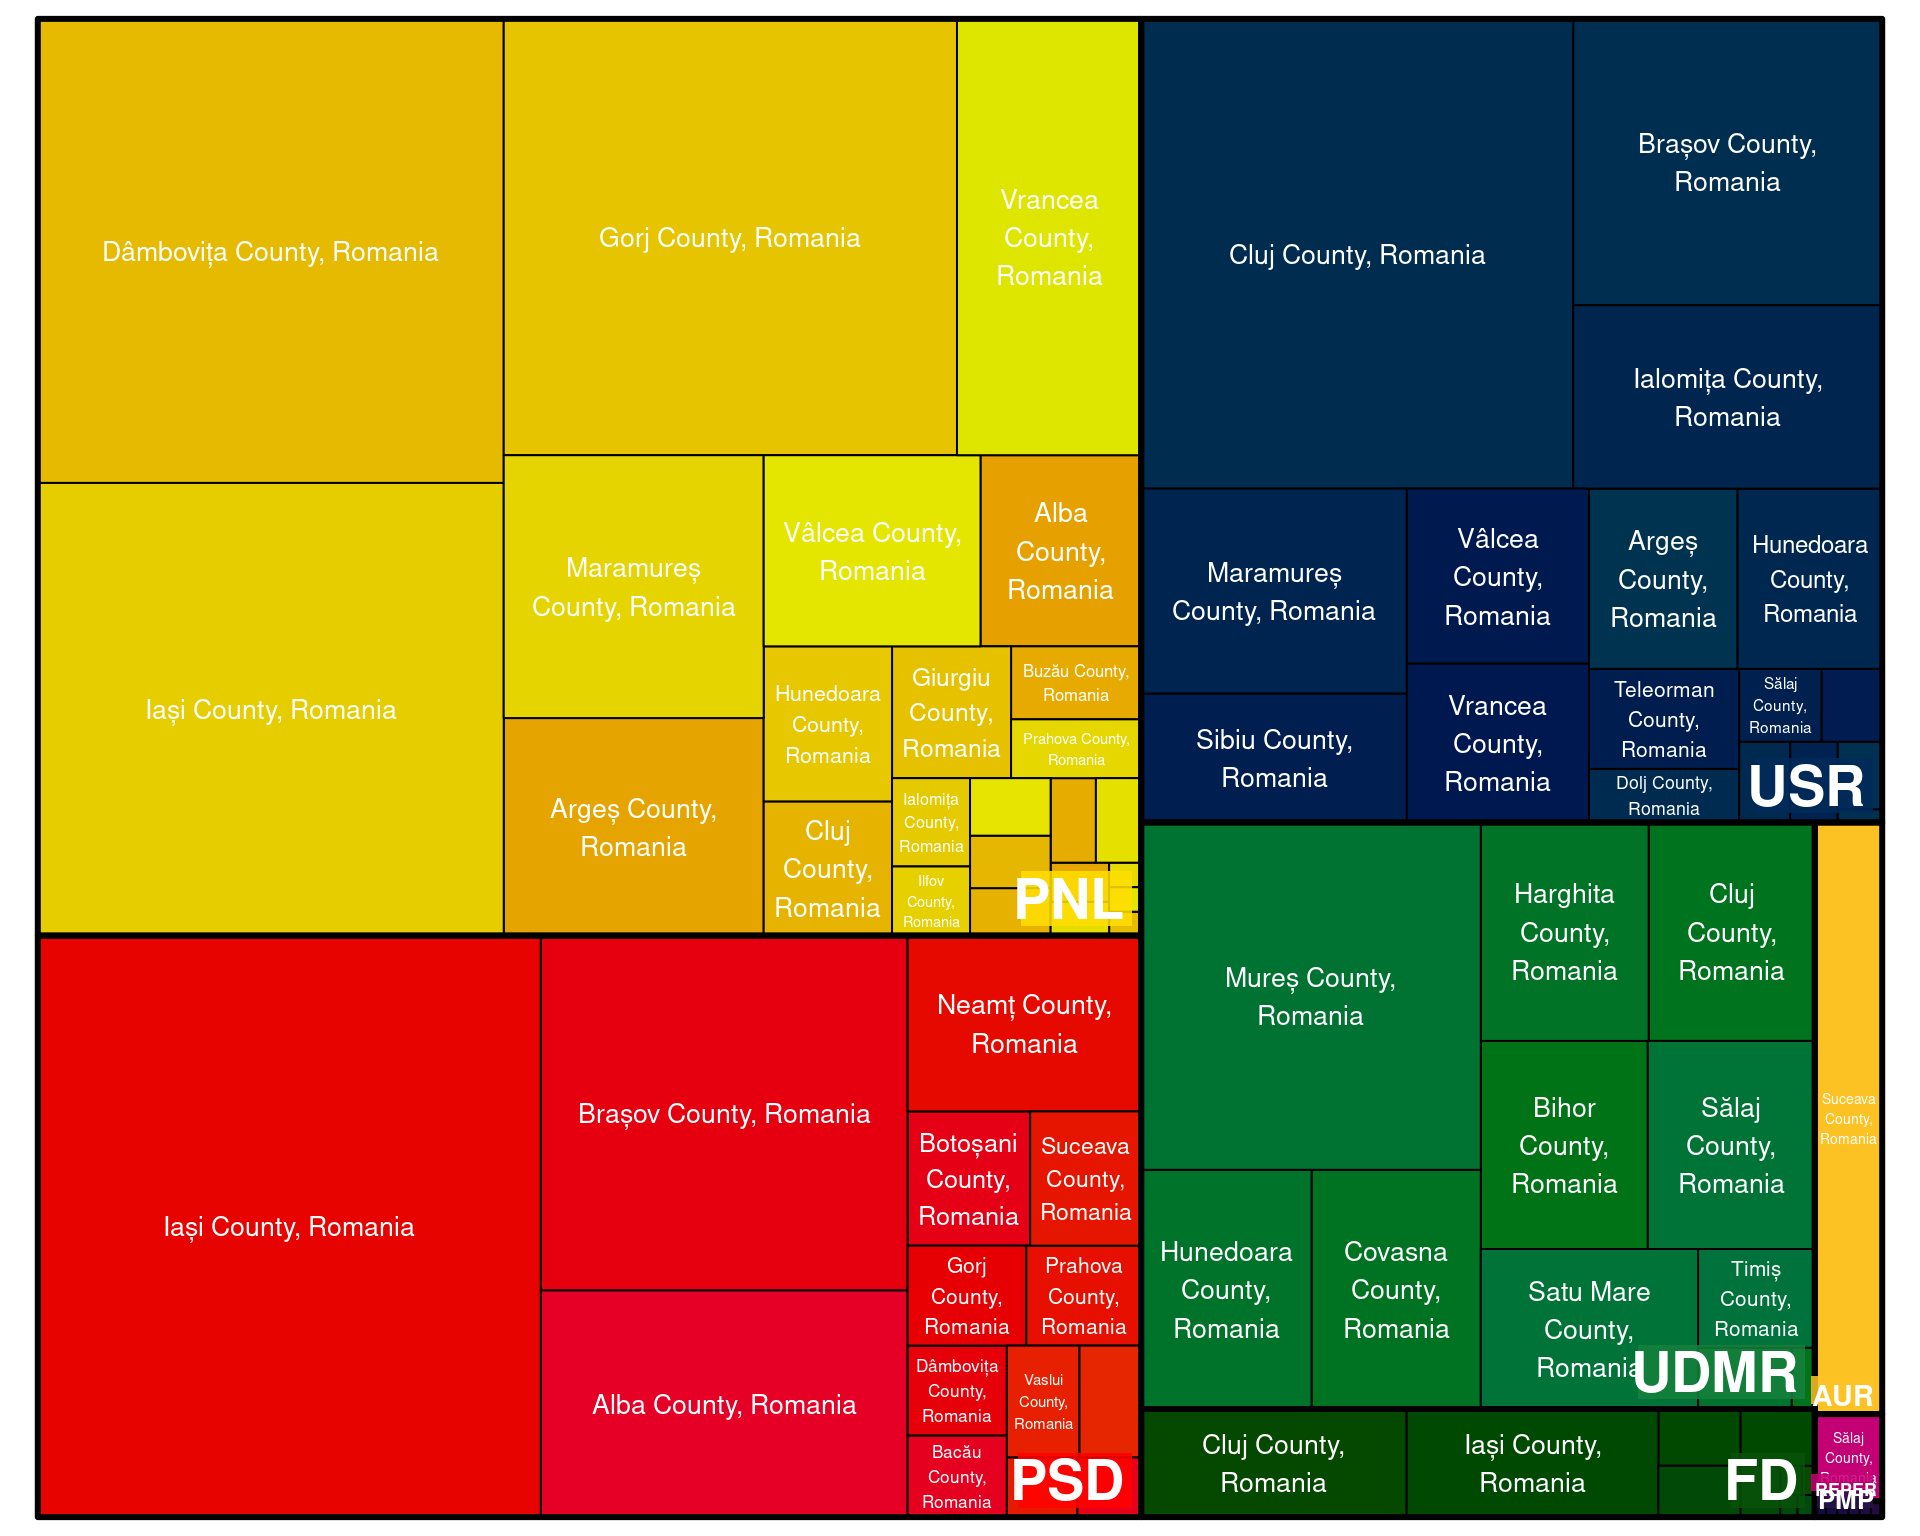 Dâmbovița County, Romania
Gorj County, Romania
Vrancea
County,
Romania
Iași County, Romania
Maramureș
County, Romania
Vâlcea County,
Romania
Alba
County,
Romania
Argeș County,
Romania
Hunedoara
County,
Romania
Giurgiu
County,
Romania
Buzău County,
Romania
Prahova County,
Romania
Cluj
County,
Romania
Ialomița
County,
Romania
Ilfov
County,
Romania
PNL
Iași County, Romania
Brașov County, Romania
Alba County, Romania
Neamț County,
Romania
Botoșani
County,
Romania
Suceava
County,
Romania
Gorj
County,
Romania
Prahova
County,
Romania
Dâmbovița
County,
Romania
Vaslui
County,
Romania
Bacău
County,
Romania
PSD
Cluj County, Romania
Brașov County,
Romania
Ialomița County,
Romania
Maramureș
County, Romania
Sibiu County,
Romania
Vâlcea
County,
Romania
Vrancea
County,
Romania
Argeș
County,
Romania
Hunedoara
County,
Romania
Teleorman
County,
Romania
Sălaj
County,
Romania
Dolj County,
Romania
USR
Mureș County,
Romania
Harghita
County,
Romania
Cluj
County,
Romania
Bihor
County,
Romania
Sălaj
County,
Romania
Hunedoara
County,
Romania
Covasna
County,
Romania
Satu Mare
County,
Romania
Timiș
County,
Romania
UDMR
Suceava
County,
Romania
AUR
Cluj County,
Romania
Iași County,
Romania
FD
Sălaj
County,
Romania
REPER
PMP